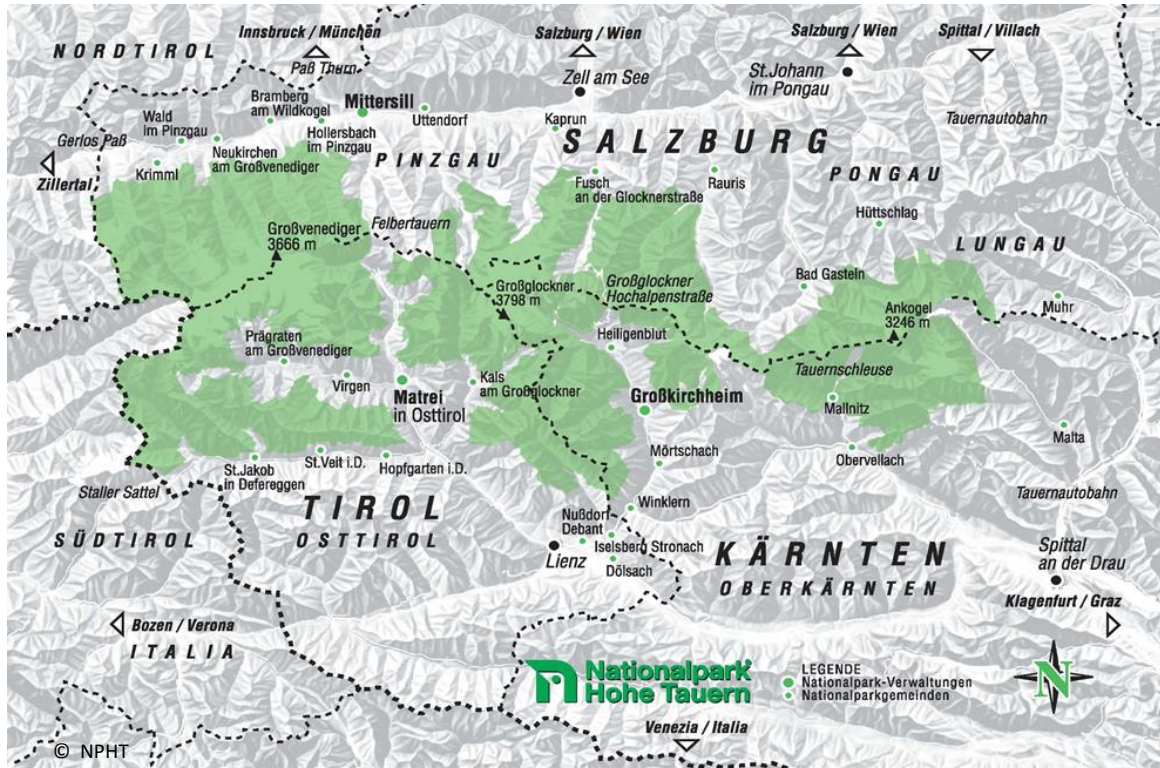 Innsbruck / München
Salzburg / Wien
Salzburg / Wien
Spittal / Villach
NORDTIROL
Paß Thurn
Zell am See
St.Johann
im Pongau
Bramberg
am Wildkogel
Mittersill
Uttendorf
Wald
im Pinzgau
Kaprun
Tauernautobahn
Gerlos Paß
Hollersbach
im Pinzgau
SALZBURG
Neukirchen
am Großvenediger
PINZGAU
Zillertal
Krimml
Fusch
an der Glocknerstraße
Rauris
PONGAU
Hüttschlag
Felbertauern
Großvenediger
3666 m
LUNGAU
Großglockner
3798 m
Großglockner
Hochalpenstraße
Bad Gasteln
Ankogel
3246 m
Muhr
Heiligenblut
Prägraten
am Großvenediger
Tauernschleuse
Virgen
Matrei
in Osttirol
Kals
am Großglockner
Großkirchheim
Mallnitz
Malta
Mörtschach
Obervellach
St.Jakob
in Defereggen
St.Veit i.D.
Hopfgarten i.D.
Staller Sattel
Tauernautobahn
TIROL
OSTTIROL
Winklern
SÜDTIROL
Nußdorf
Debant
Iselsberg Stronach
Lienz
Dölsach
KÄRNTEN
OBERKÄRNTEN
Spittal
an der Drau
Klagenfurt / Graz
Bozen / Verona
ITALIA
Nationalpark
Hohe Tauern
LEGENDE
Nationalpark-Verwaltungen
Nationalparkgemeinden
N
Venezia / Italia
© NPHT